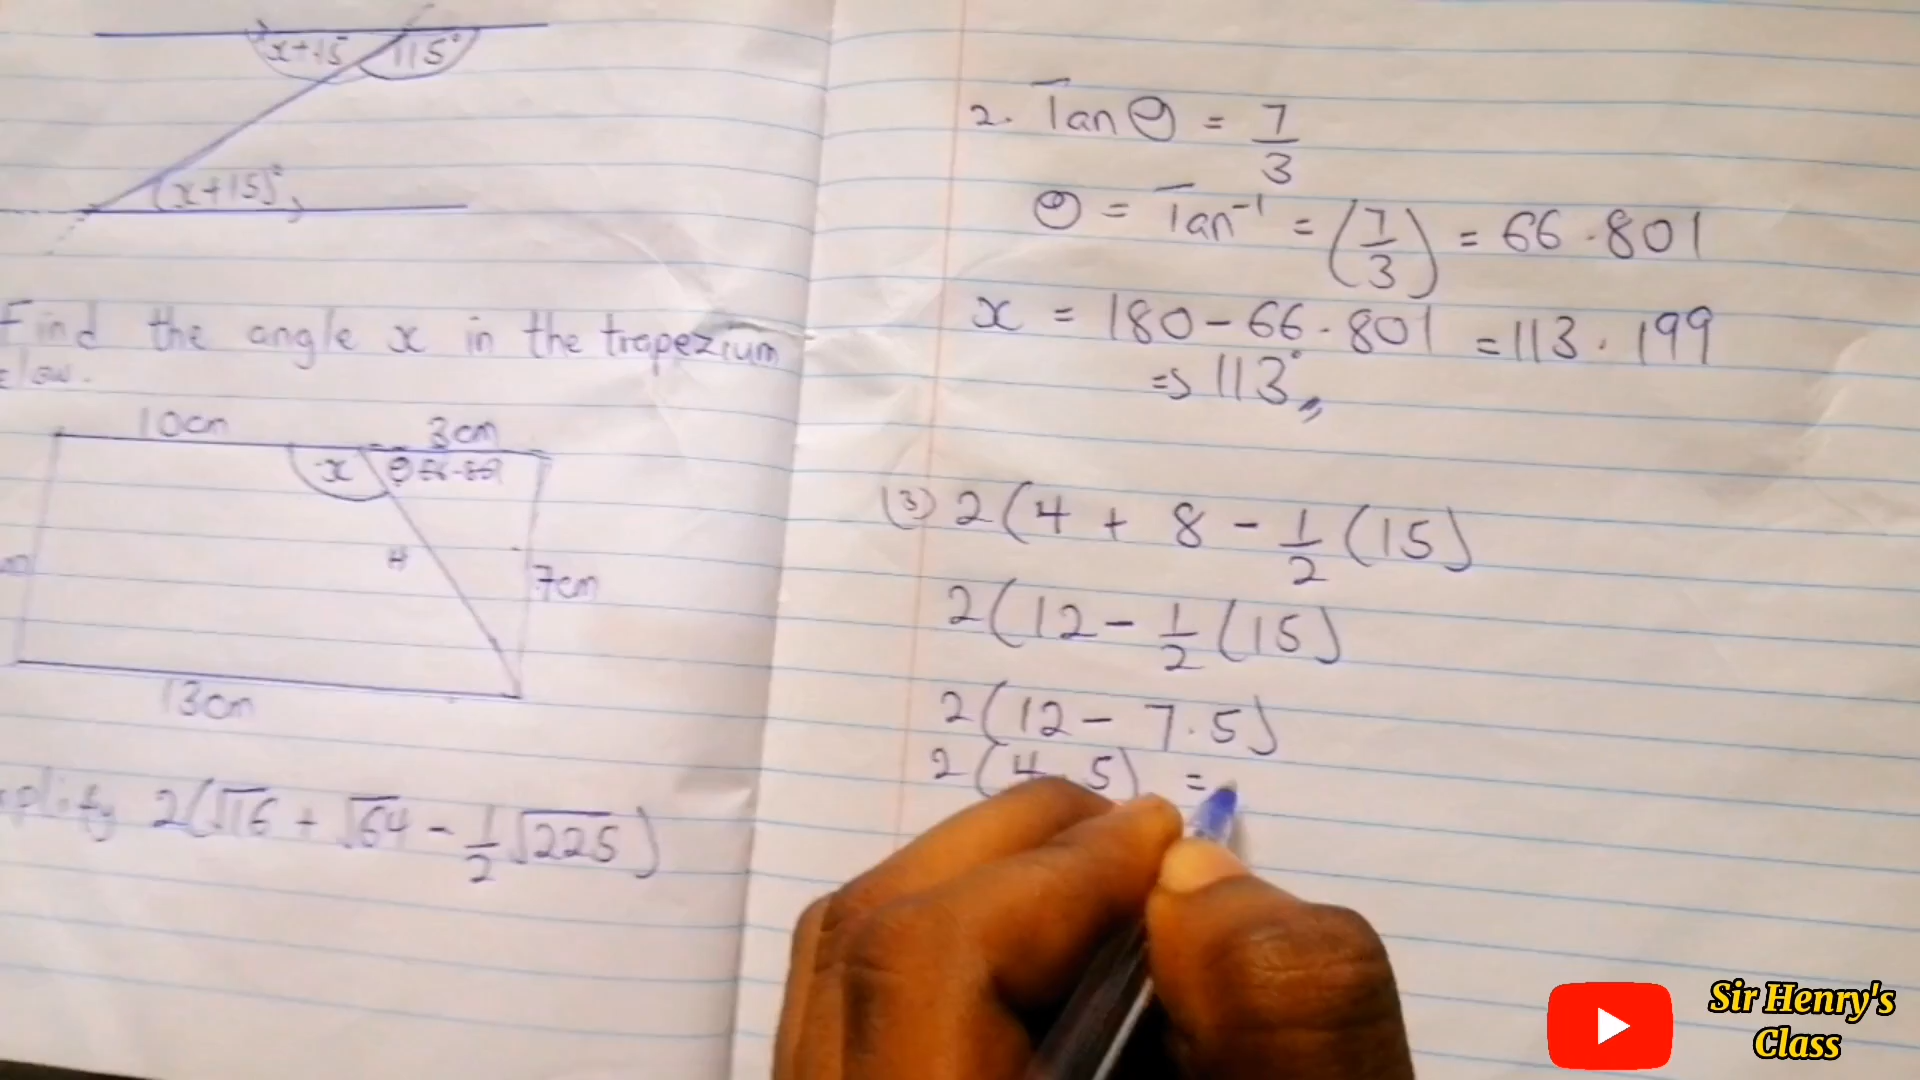 x+15 115°
(x+15)°
Find the angle x in the trapezium
10cm 3cm
x θ
7cm
13cm
2(√16 + √64 - 1/2 √225)
2. Tan θ = 7/3
θ = Tan⁻¹ = (7/3) = 66.801
x = 180 - 66.801 = 113.199
⇒ 113°,,
(3) 2(4 + 8 - 1/2 (15)
2(12 - 1/2 (15)
2(12 - 7.5)
2(4.5) =
Sir Henry's
Class